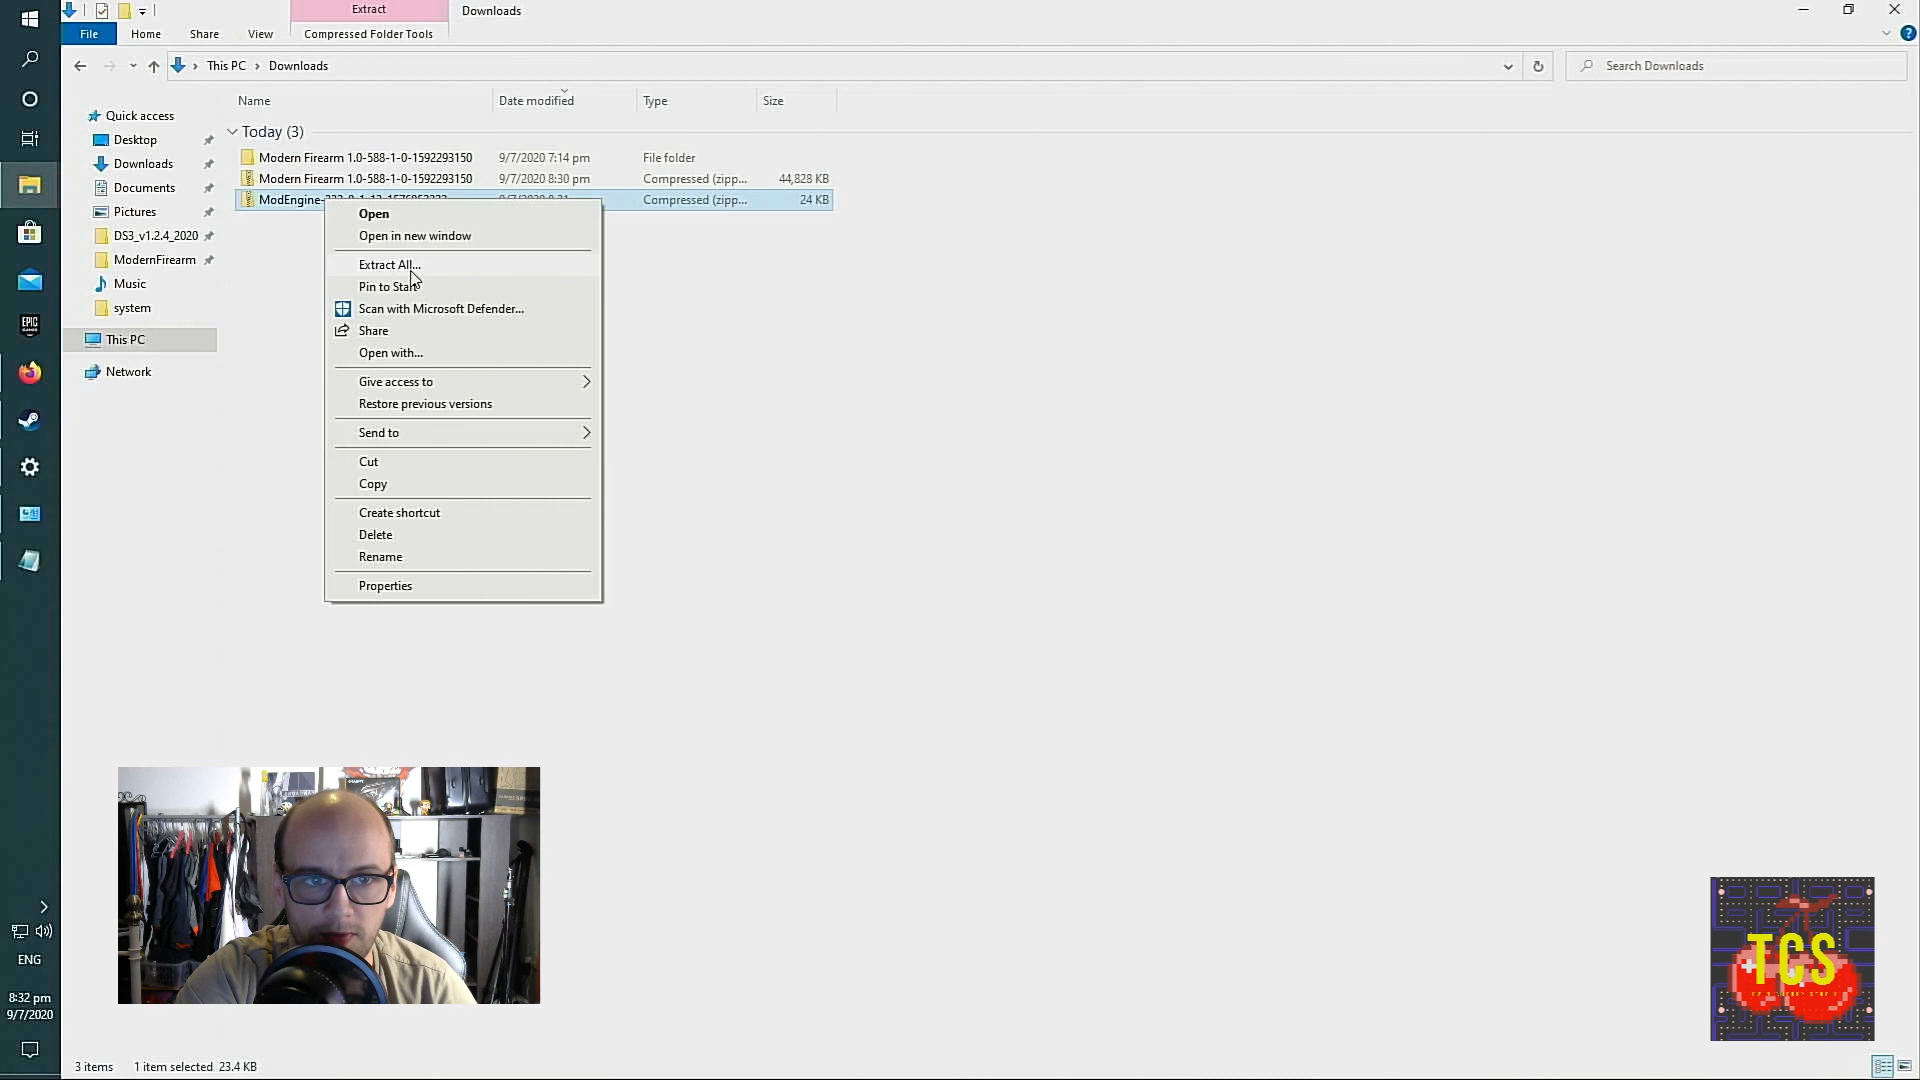 Extract
Downloads
File
Home
Share
View
Compressed Folder Tools
This PC
Downloads
Search Downloads
Name
Date modified
Type
Size
Quick access
Desktop
Downloads
Documents
Pictures
DS3_v1.2.4_2020
ModernFirearm
Music
system
This PC
Network
Today (3)
Modern Firearm 1.0-588-1-0-1592293150 9/7/2020 7:14 pm File folder
Modern Firearm 1.0-588-1-0-1592293150 9/7/2020 8:30 pm Compressed (zipp... 44,828 KB
Compressed (zipp... 24 KB
Open
Open in new window
Extract All...
Pin to Start
Scan with Microsoft Defender...
Share
Open with...
Give access to
Restore previous versions
Send to
Cut
Copy
Create shortcut
Delete
Rename
Properties
EPIC
TCS
ENG
8:32 pm
9/7/2020
3 items
1 item selected 23.4 KB